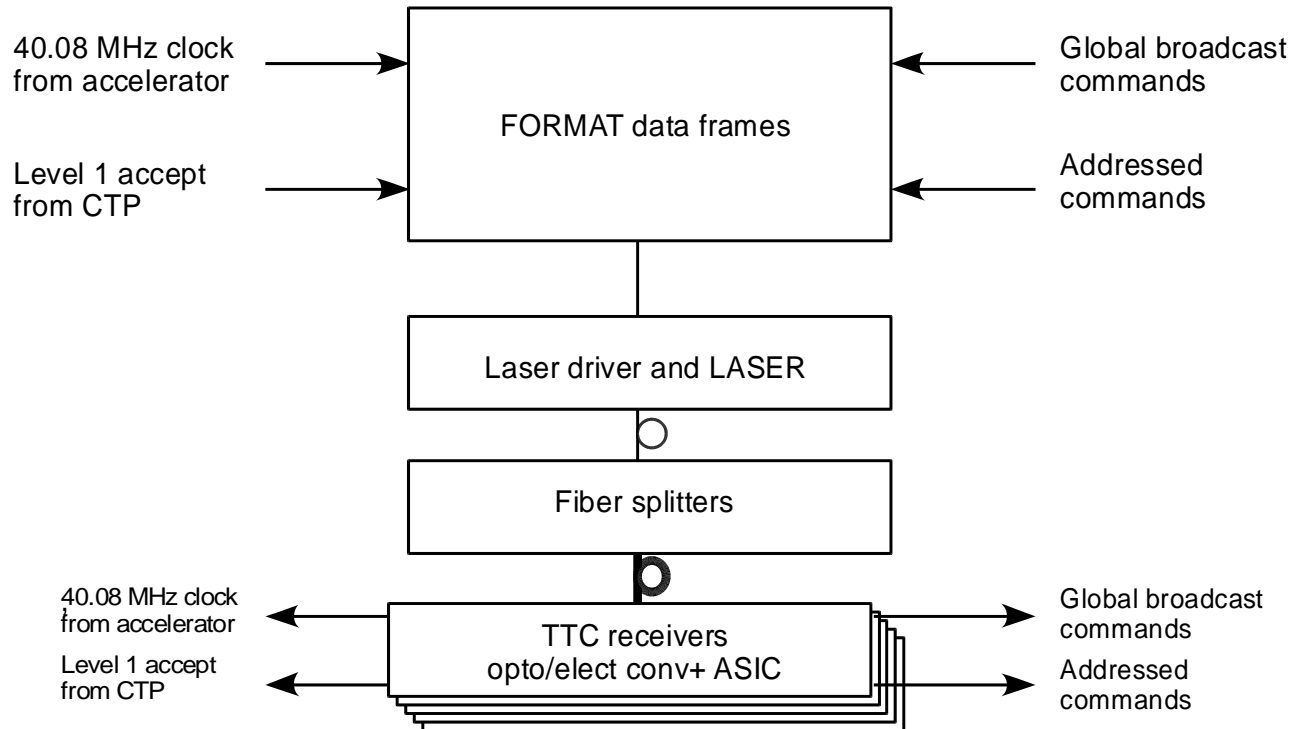 40.08 MHz clock
from accelerator
Global broadcast
commands
FORMAT data frames
Level 1 accept
from CTP
Addressed
commands
Laser driver and LASER
Fiber splitters
40.08 MHz clock
from accelerator
TTC receivers
opto/elect conv+ ASIC
Global broadcast
commands
Level 1 accept
from CTP
Addressed
commands